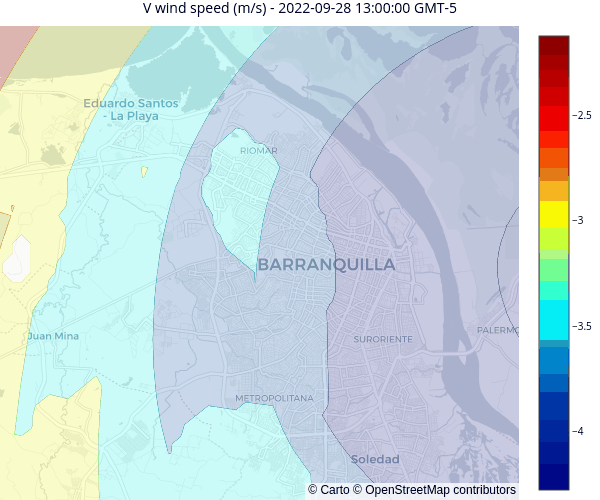 V wind speed (m/s) - 2022-09-28 13:00:00 GMT-5
Eduardo Santos
- La Playa
RIOMAR
BARRANQUILLA
Juan Mina
SURORIENTE
PALERMO
METROPOLITANA
Soledad
© Carto © OpenStreetMap contributors
−2.5
−3
−3.5
−4